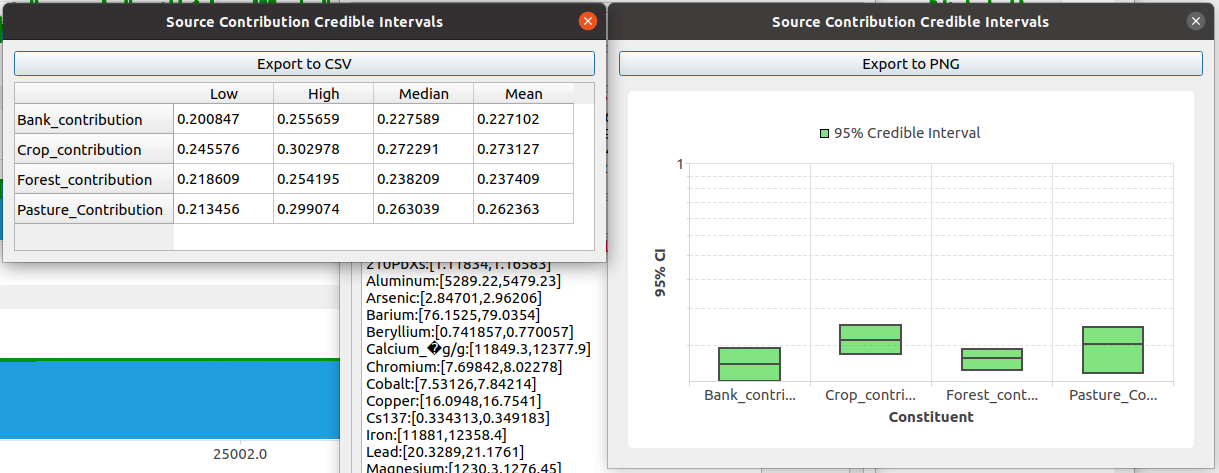 Source Contribution Credible Intervals
Export to CSV
Low High Median Mean
Bank_contribution 0.200847 0.255659 0.227589 0.227102
Crop_contribution 0.245576 0.302978 0.272291 0.273127
Forest_contribution 0.218609 0.254195 0.238209 0.237409
Pasture_Contribution 0.213456 0.299074 0.263039 0.262363
210PbXs:[1.11834,1.16583]
Aluminum:[5289.22,5479.23]
Arsenic:[2.84701,2.96206]
Barium:[76.1525,79.0354]
Beryllium:[0.741857,0.770057]
Calcium_�g/g:[11849.3,12377.9]
Chromium:[7.69842,8.02278]
Cobalt:[7.53126,7.84214]
Copper:[16.0948,16.7541]
Cs137:[0.334313,0.349183]
Iron:[11881,12358.4]
Lead:[20.3289,21.1761]
Magnesium:[1230.3,1276.45]
25002.0
Source Contribution Credible Intervals
Export to PNG
95% Credible Interval
1
95% CI
Bank_contri... Crop_contri... Forest_cont... Pasture_Co...
Constituent